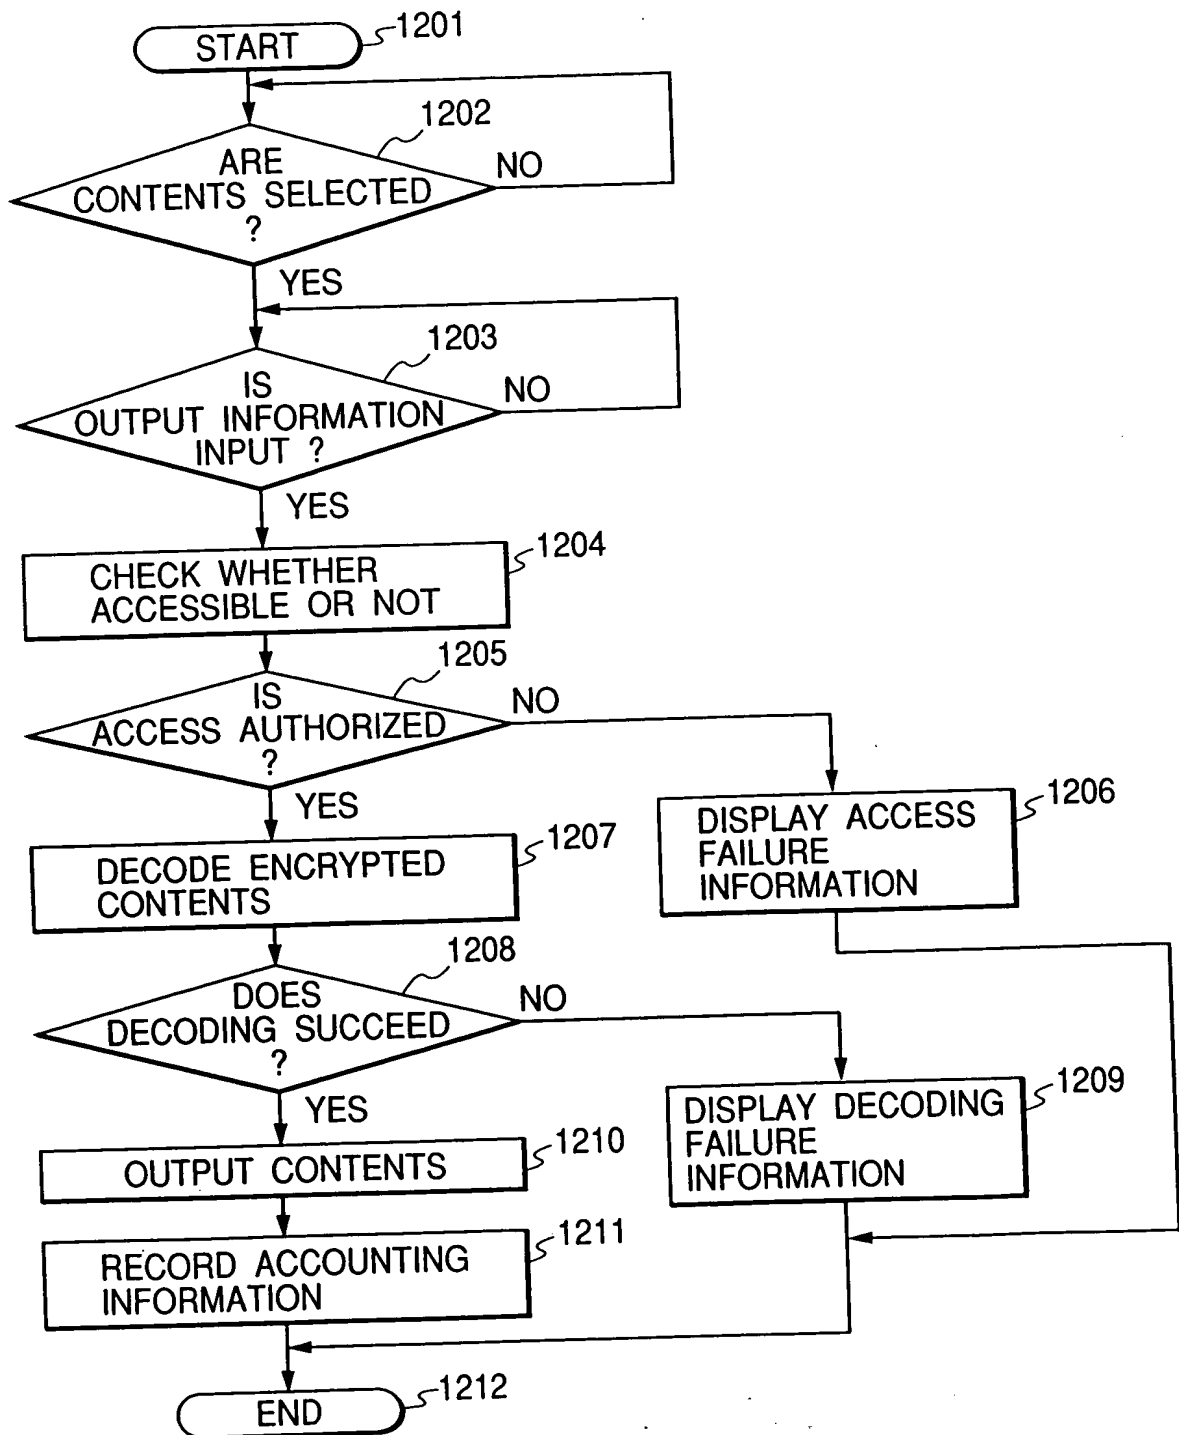 START
1201
1202
ARE
CONTENTS SELECTED
?
NO
YES
1203
IS
OUTPUT INFORMATION
INPUT ?
NO
YES
1204
CHECK WHETHER
ACCESSIBLE OR NOT
1205
IS
ACCESS AUTHORIZED
?
NO
YES
1206
DISPLAY ACCESS
FAILURE
INFORMATION
1207
DECODE ENCRYPTED
CONTENTS
1208
DOES
DECODING SUCCEED
?
NO
YES
1209
DISPLAY DECODING
FAILURE
INFORMATION
1210
OUTPUT CONTENTS
1211
RECORD ACCOUNTING
INFORMATION
1212
END